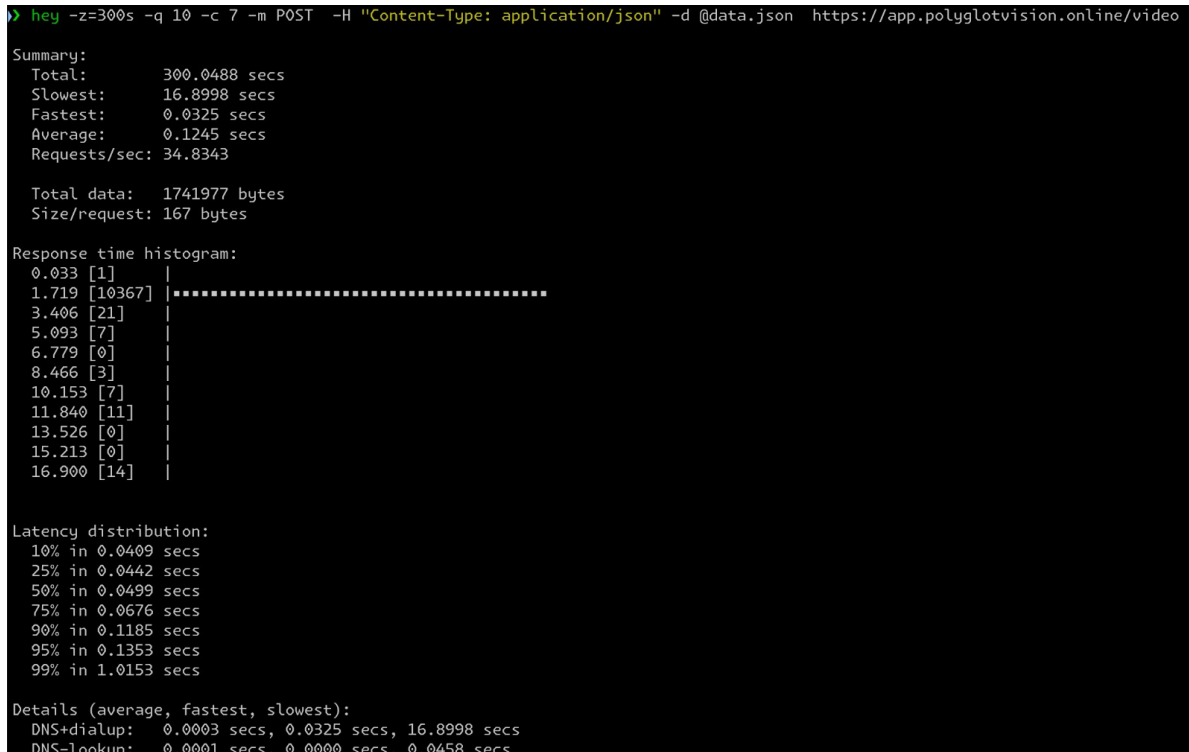 ❯ hey -z=300s -q 10 -c 7 -m POST  -H "Content-Type: application/json" -d @data.json  https://app.polyglotvision.online/video

Summary:
  Total:        300.0488 secs
  Slowest:      16.8998 secs
  Fastest:      0.0325 secs
  Average:      0.1245 secs
  Requests/sec: 34.8343

  Total data:   1741977 bytes
  Size/request: 167 bytes

Response time histogram:
  0.033 [1]     |
  1.719 [10367] |■■■■■■■■■■■■■■■■■■■■■■■■■■■■■■■■■■■■■■■■
  3.406 [21]    |
  5.093 [7]     |
  6.779 [0]     |
  8.466 [3]     |
  10.153 [7]    |
  11.840 [11]   |
  13.526 [0]    |
  15.213 [0]    |
  16.900 [14]   |

Latency distribution:
  10% in 0.0409 secs
  25% in 0.0442 secs
  50% in 0.0499 secs
  75% in 0.0676 secs
  90% in 0.1185 secs
  95% in 0.1353 secs
  99% in 1.0153 secs

Details (average, fastest, slowest):
  DNS+dialup:   0.0003 secs, 0.0325 secs, 16.8998 secs
  DNS-lookup:   0.0001 secs, 0.0000 secs, 0.0458 secs